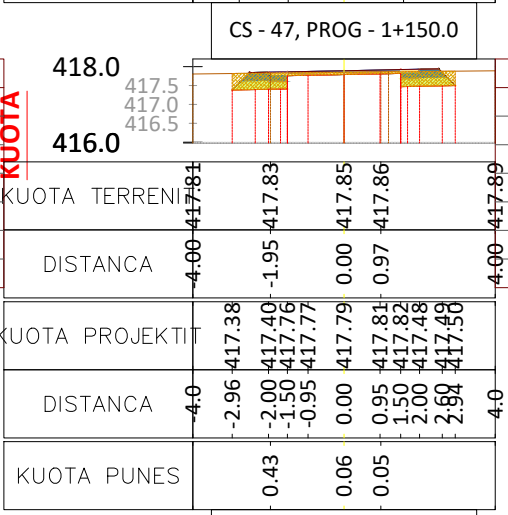 CS - 47, PROG - 1+150.0
KUOTA
418.0
417.5
417.0
416.5
416.0
KUOTA TERRENIT 417.81 417.83 417.85 417.86 417.89
DISTANCA -4.00 -1.95 0.00 0.97 4.00
KUOTA PROJEKTIT 417.38 417.40 417.76 417.77 417.79 417.81 417.82 417.48 417.49 417.50
DISTANCA -4.0 -2.96 -2.00 -1.50 -0.95 0.00 0.95 1.50 2.00 2.60 2.94 4.0
KUOTA PUNES 0.43 0.06 0.05